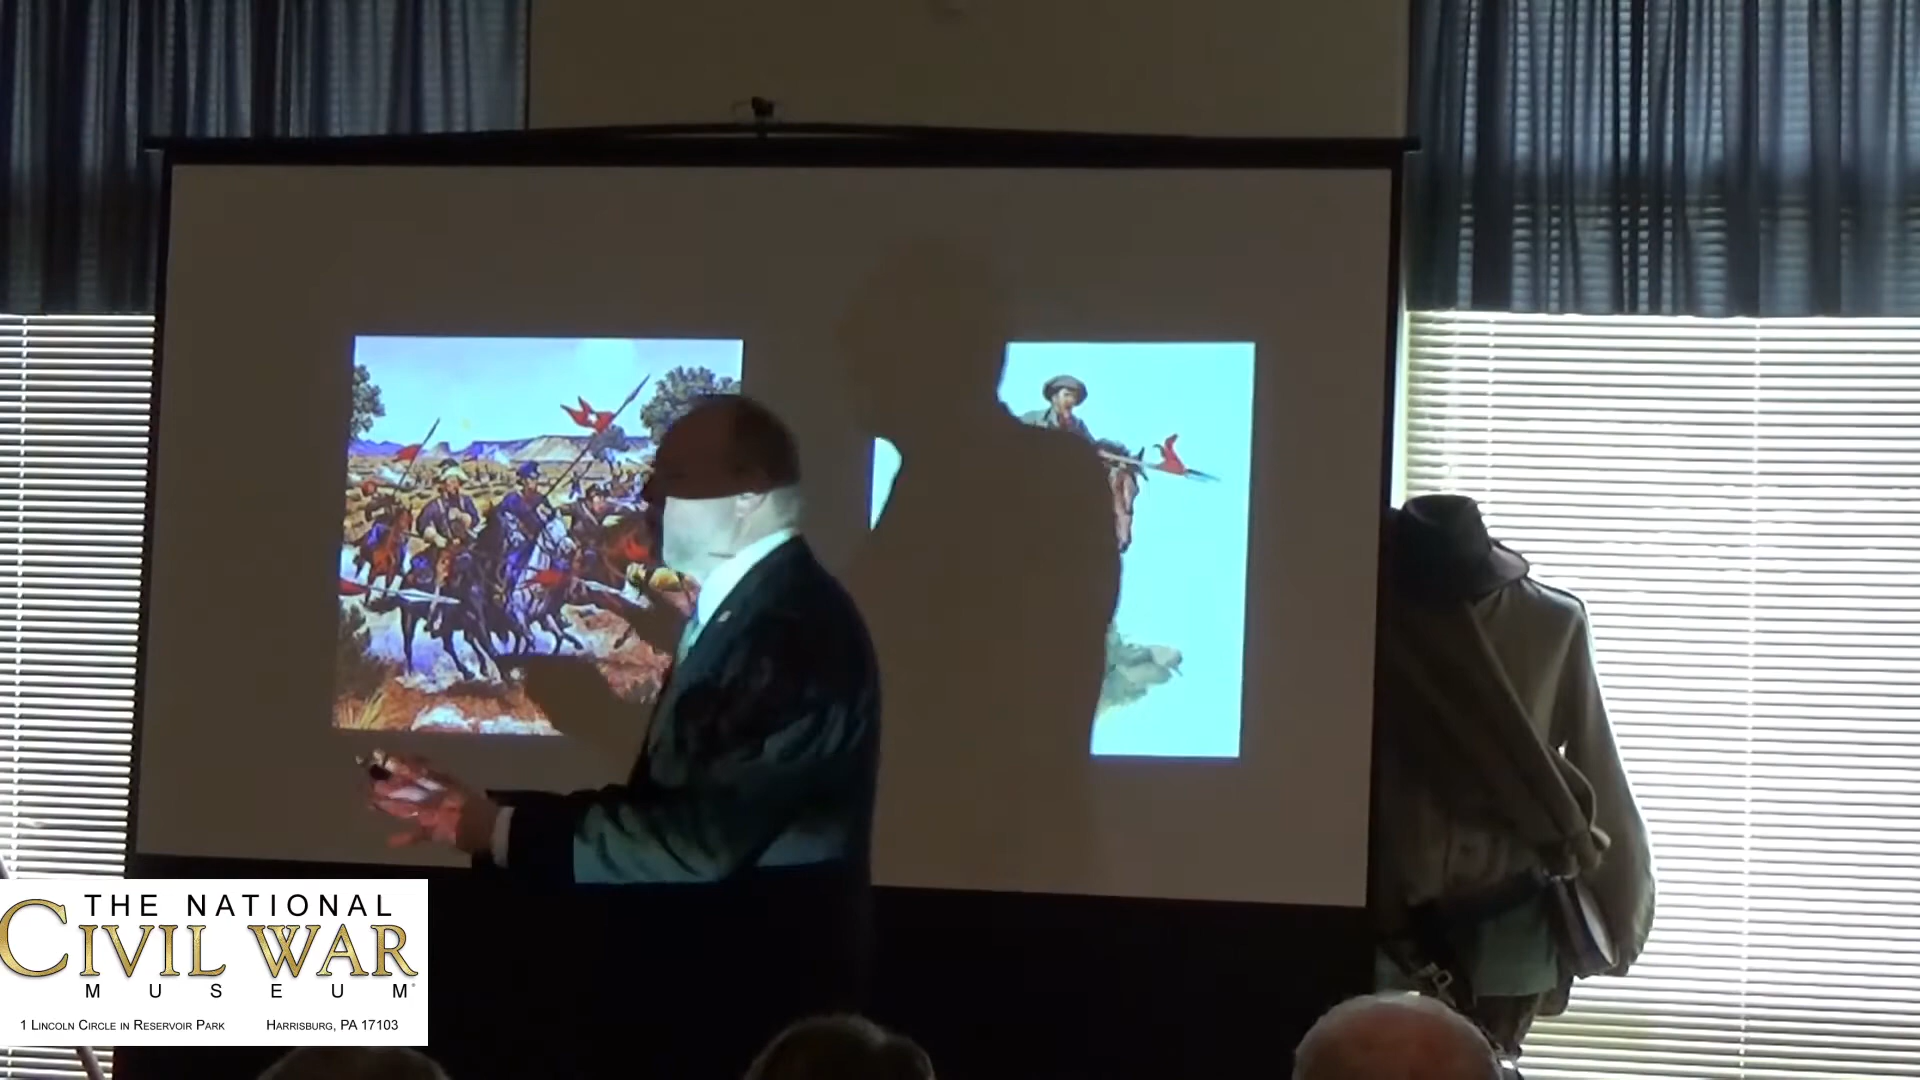 THE NATIONAL
CIVIL WAR
MUSEUM®
1 LINCOLN CIRCLE IN RESERVOIR PARK HARRISBURG, PA 17103